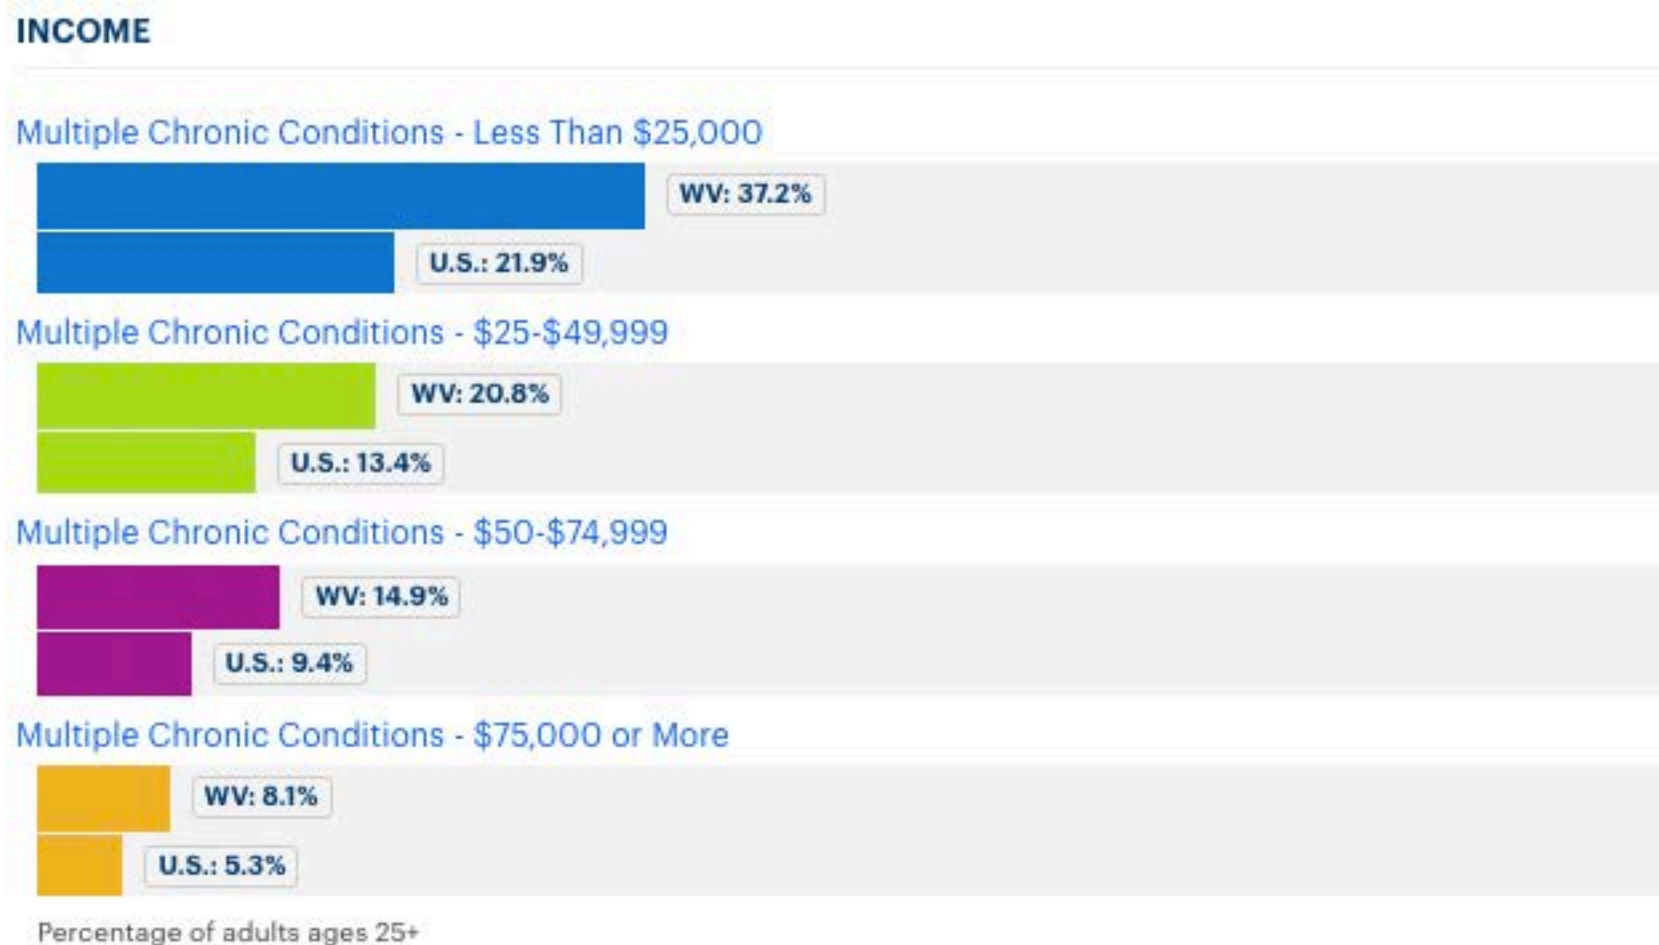 INCOME
Multiple Chronic Conditions - Less Than $25,000
WV: 37.2%
U.S.: 21.9%
Multiple Chronic Conditions - $25-$49,999
WV: 20.8%
U.S.: 13.4%
Multiple Chronic Conditions - $50-$74,999
WV: 14.9%
U.S.: 9.4%
Multiple Chronic Conditions - $75,000 or More
WV: 8.1%
U.S.: 5.3%
Percentage of adults ages 25+